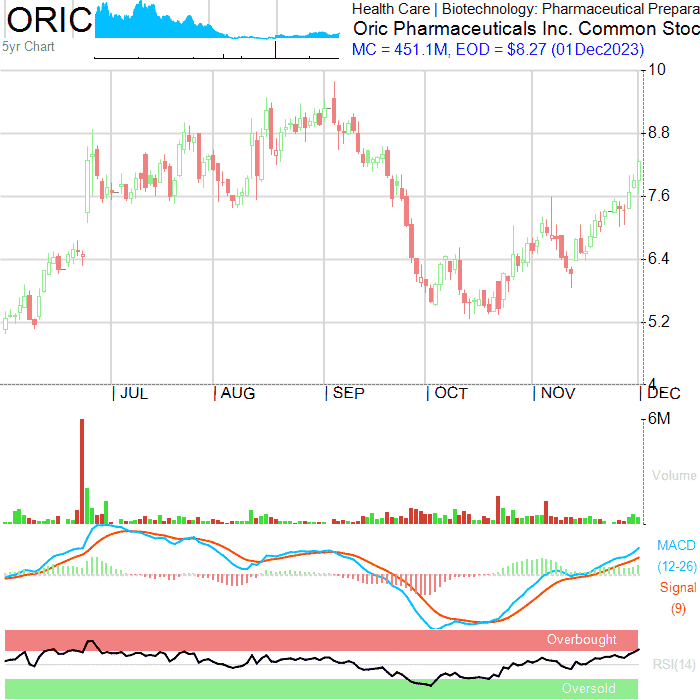 ORIC
5yr Chart
Health Care | Biotechnology: Pharmaceutical Prepara
Oric Pharmaceuticals Inc. Common Stoc
MC = 451.1M, EOD = $8.27 (01Dec2023)
10
8.8
7.6
6.4
5.2
4
JUL AUG SEP OCT NOV DEC
6M
Volume
MACD
(12-26)
Signal
(9)
Overbought
RSI(14)
Oversold